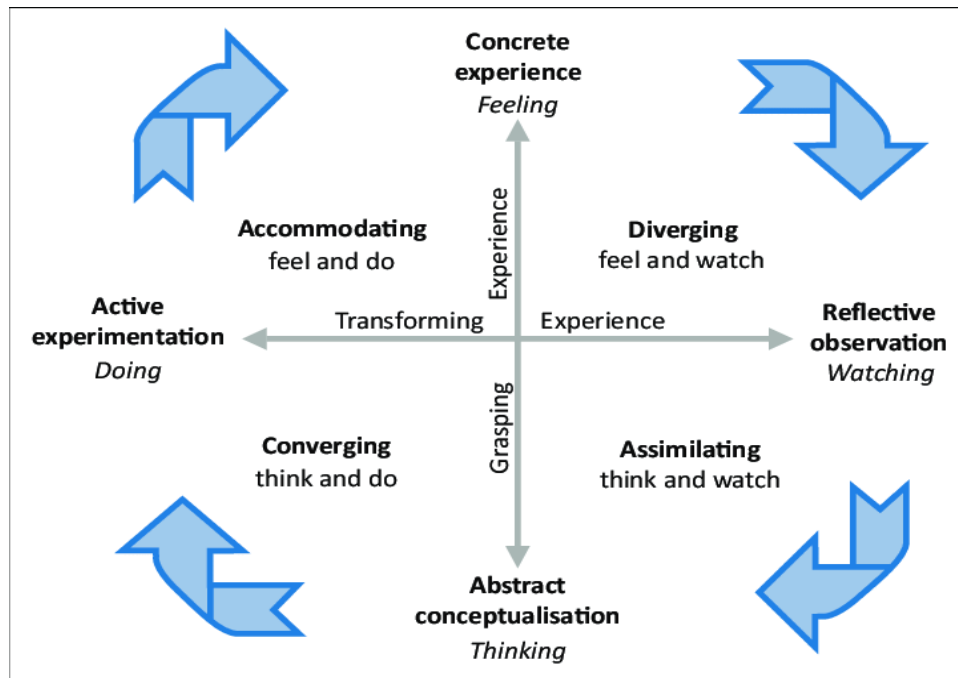 Concrete
experience
Feeling
Accommodating
feel and do
Experience
Diverging
feel and watch
Active
experimentation
Doing
Transforming
Experience
Reflective
observation
Watching
Converging
think and do
Grasping
Assimilating
think and watch
Abstract
conceptualisation
Thinking